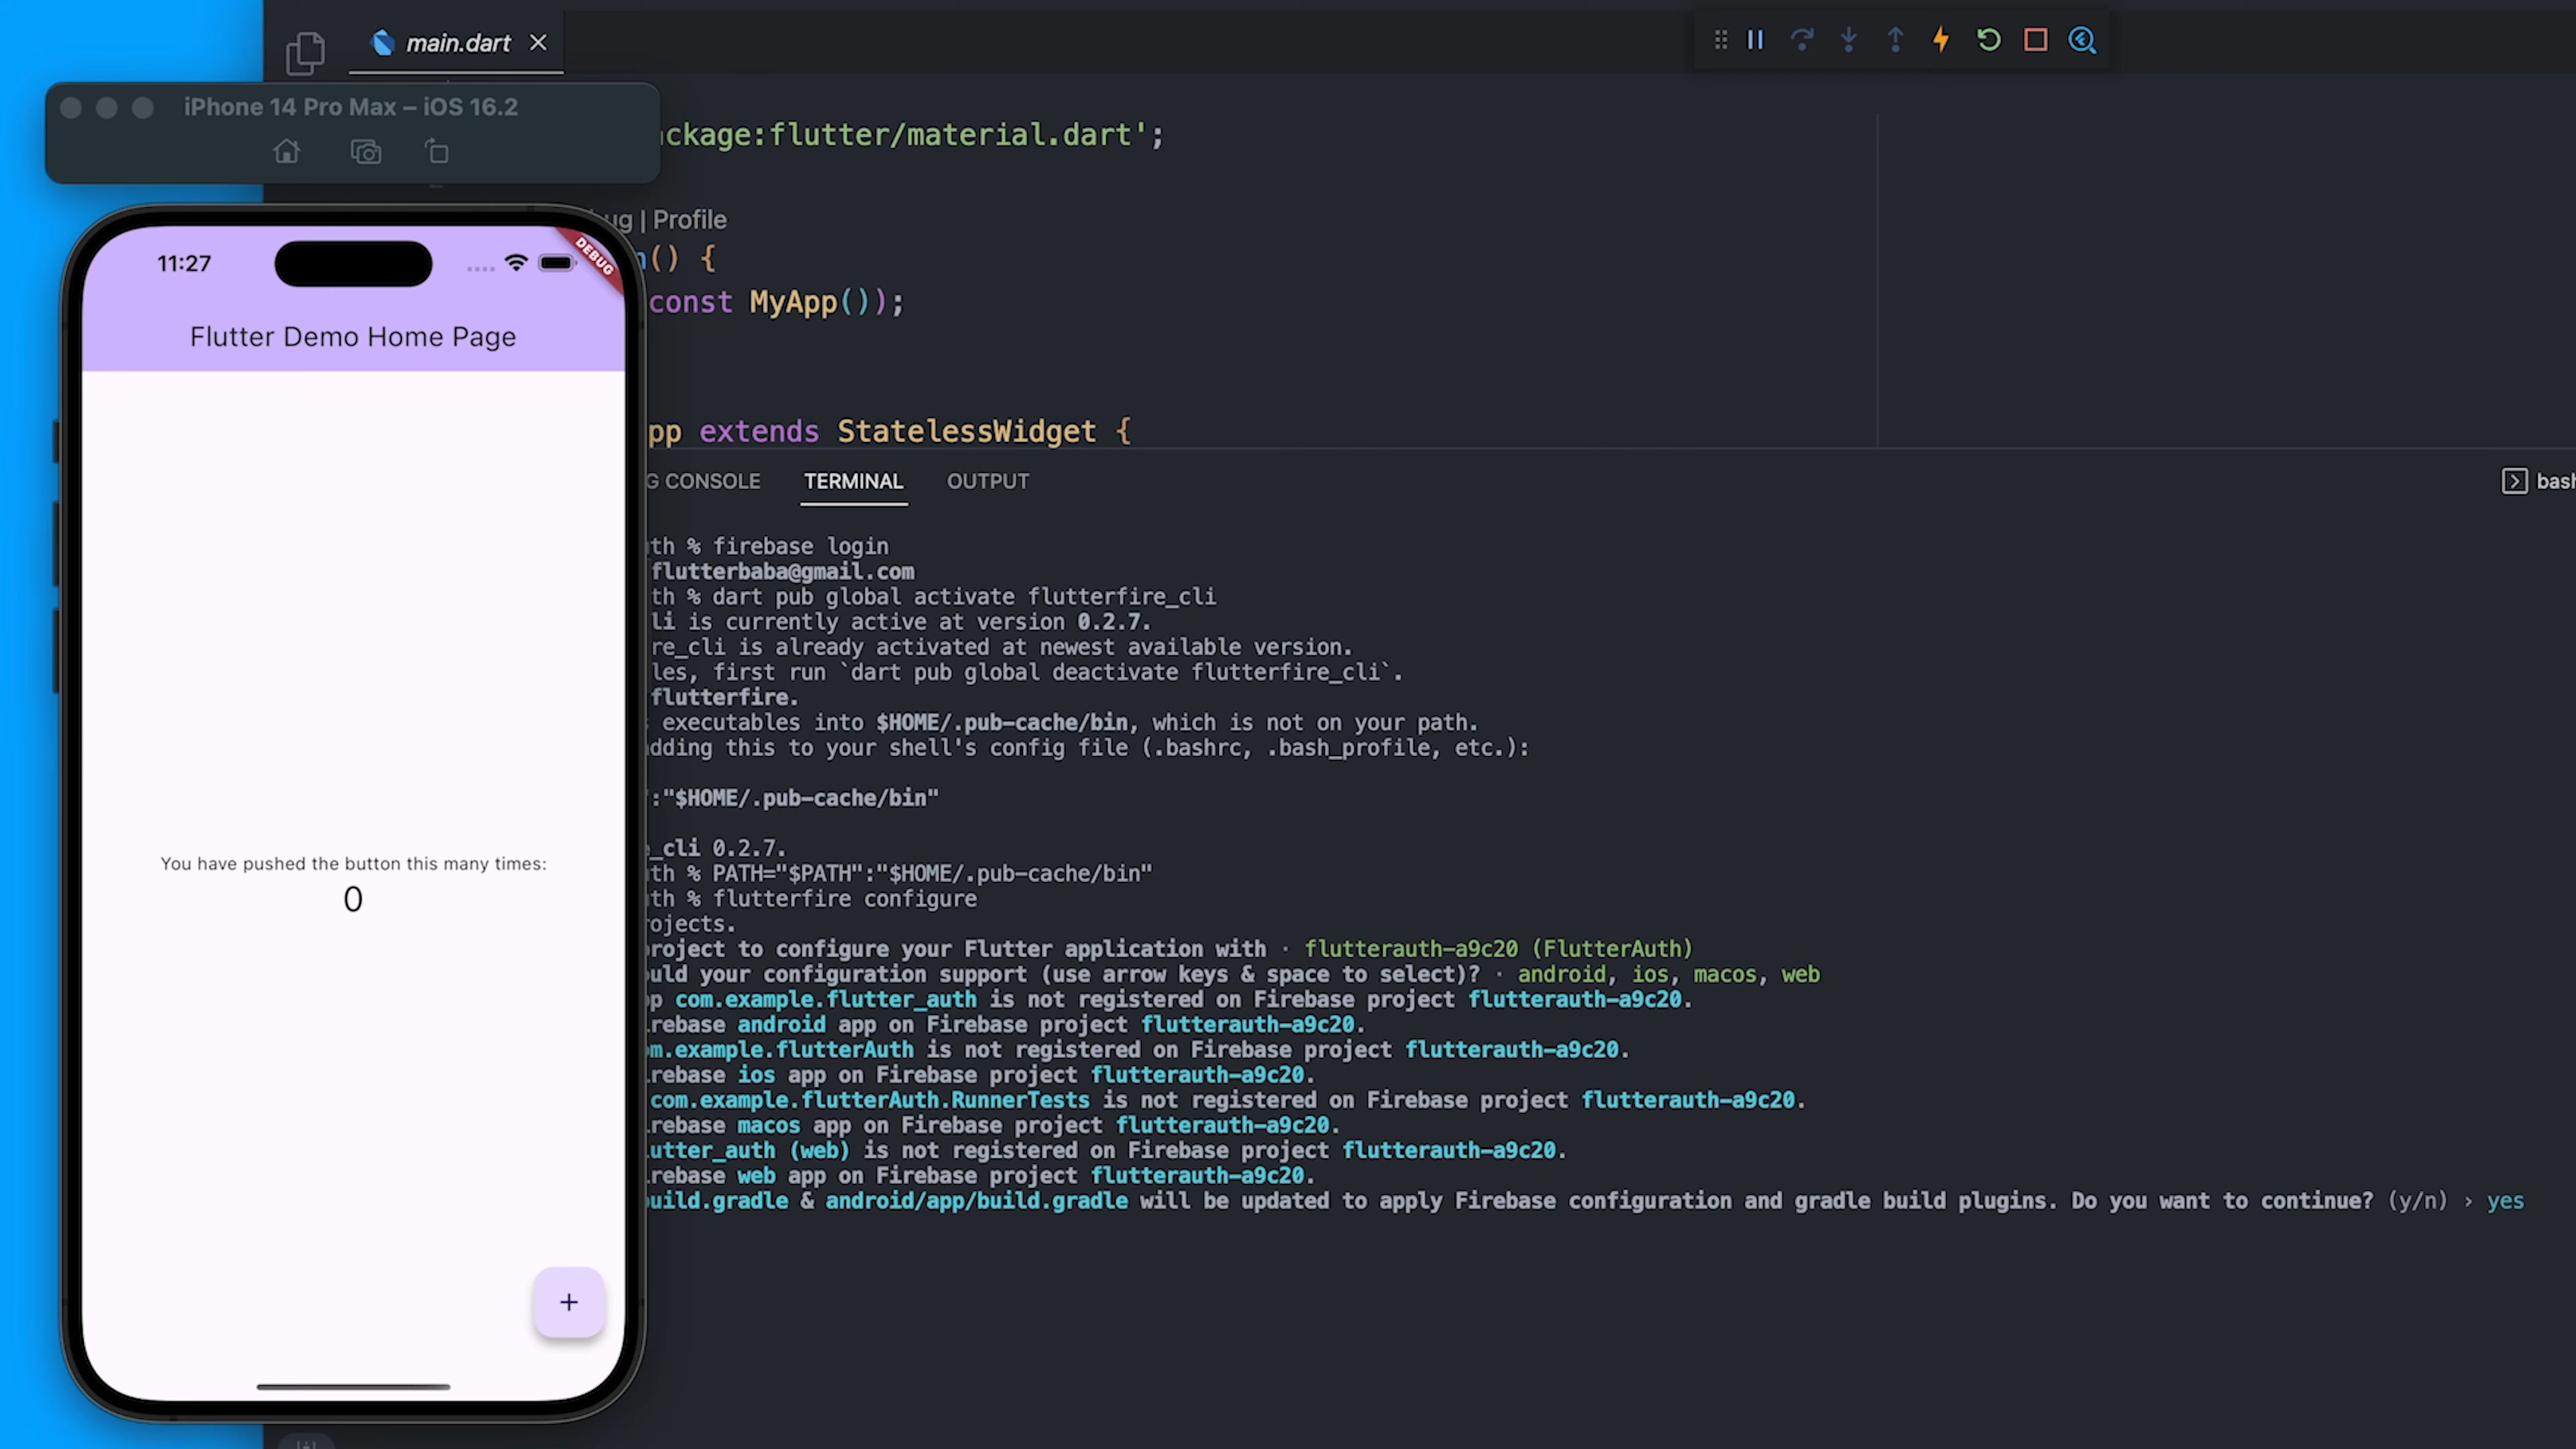 main.dart
iPhone 14 Pro Max – iOS 16.2
ckage:flutter/material.dart';
ug | Profile
() {
const MyApp());
pp extends StatelessWidget {
11:27
DEBUG
Flutter Demo Home Page
You have pushed the button this many times:
0
+
G CONSOLE TERMINAL OUTPUT
bash
th % firebase login
flutterbaba@gmail.com
th % dart pub global activate flutterfire_cli
li is currently active at version 0.2.7.
re_cli is already activated at newest available version.
les, first run `dart pub global deactivate flutterfire_cli`.
flutterfire.
executables into $HOME/.pub-cache/bin, which is not on your path.
adding this to your shell's config file (.bashrc, .bash_profile, etc.):
":"$HOME/.pub-cache/bin"
_cli 0.2.7.
th % PATH="$PATH":"$HOME/.pub-cache/bin"
th % flutterfire configure
rojects.
project to configure your Flutter application with · flutterauth-a9c20 (FlutterAuth)
ould your configuration support (use arrow keys & space to select)? · android, ios, macos, web
pp com.example.flutter_auth is not registered on Firebase project flutterauth-a9c20.
irebase android app on Firebase project flutterauth-a9c20.
om.example.flutterAuth is not registered on Firebase project flutterauth-a9c20.
irebase ios app on Firebase project flutterauth-a9c20.
com.example.flutterAuth.RunnerTests is not registered on Firebase project flutterauth-a9c20.
irebase macos app on Firebase project flutterauth-a9c20.
lutter_auth (web) is not registered on Firebase project flutterauth-a9c20.
irebase web app on Firebase project flutterauth-a9c20.
build.gradle & android/app/build.gradle will be updated to apply Firebase configuration and gradle build plugins. Do you want to continue? (y/n) › yes